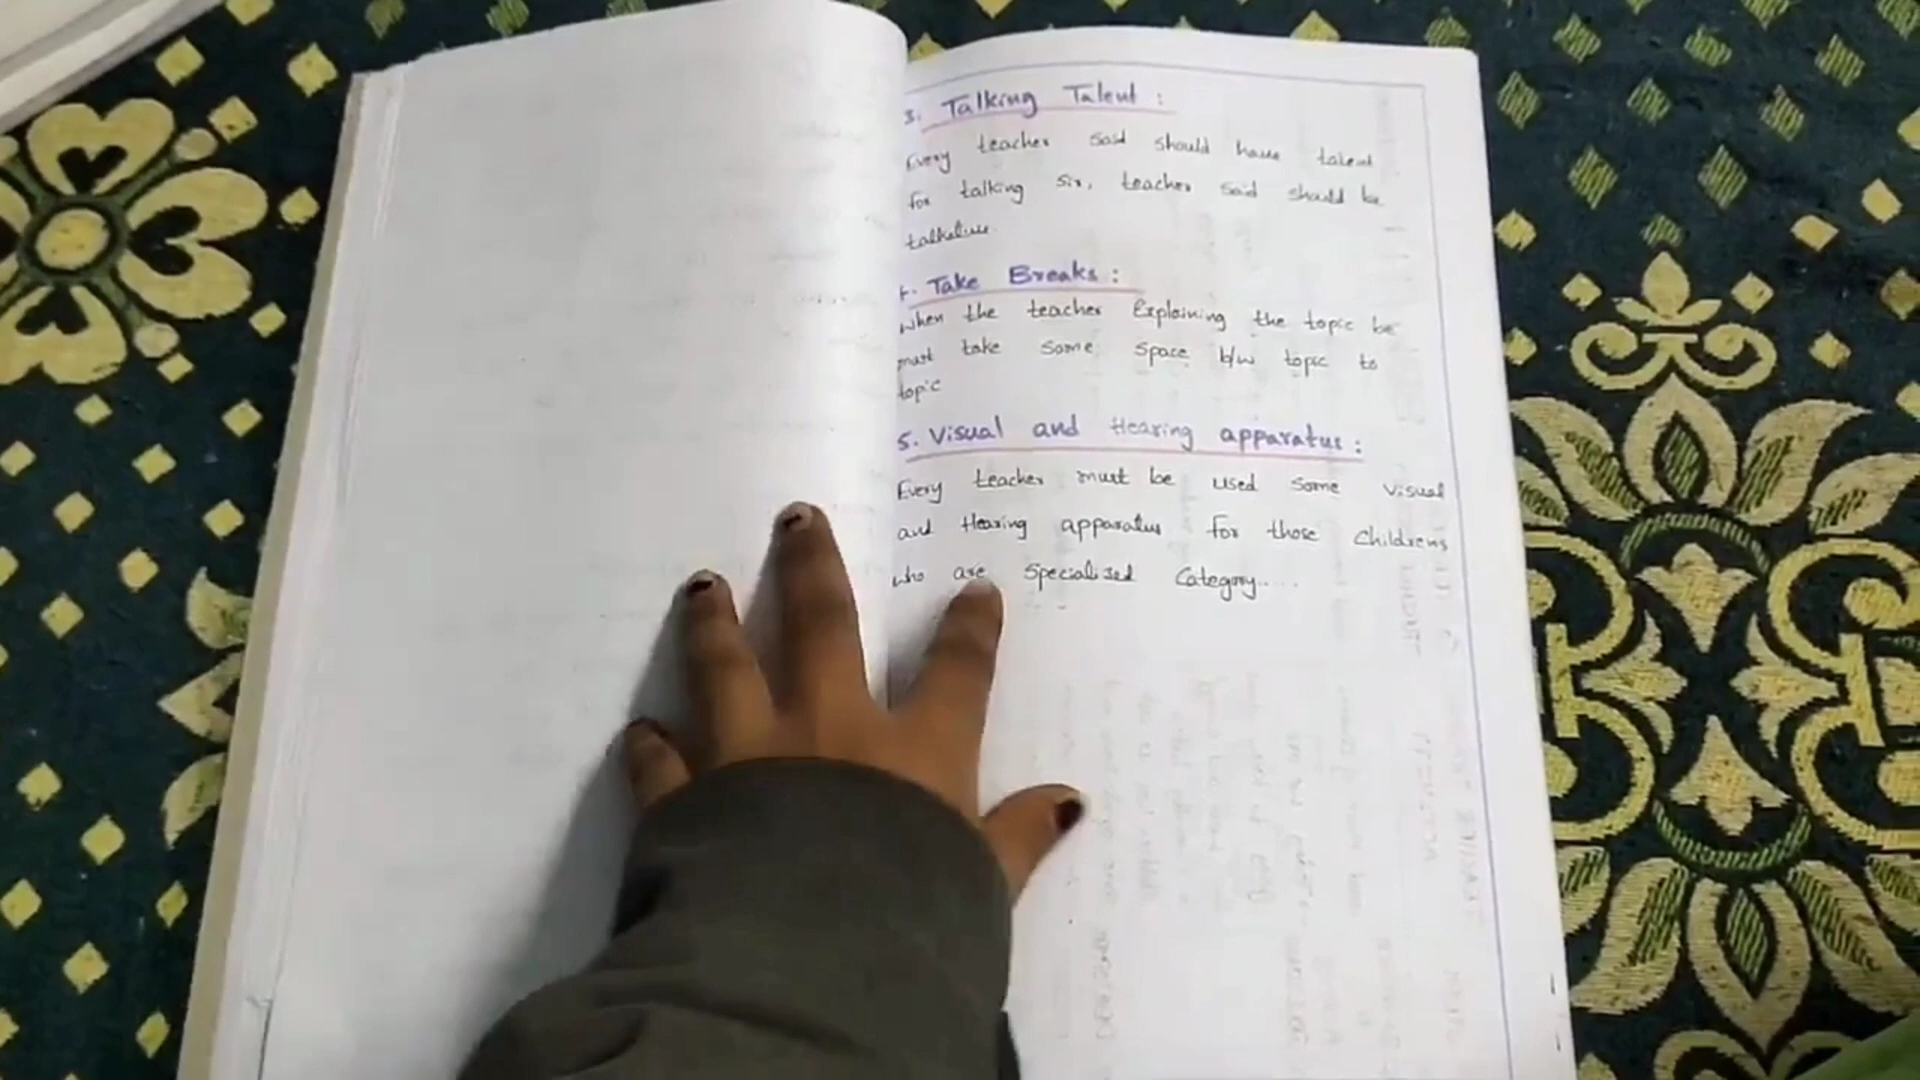 3. Talking Talent :
Every teacher said should have talent
for talking sir, teacher said should be
talketive.
4. Take Breaks :
When the teacher Explaining the topic be
must take some space b/w topic to
topic
5. Visual and Hearing apparatus :
Every teacher must be used some visual
and Hearing apparatus for those childrens
who are specialised Category.....